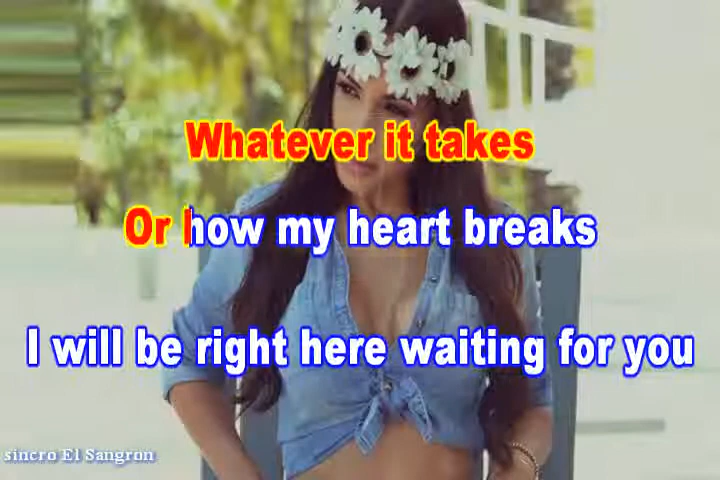 Whatever it takes
Or how my heart breaks
I will be right here waiting for you
sincro El Sangron